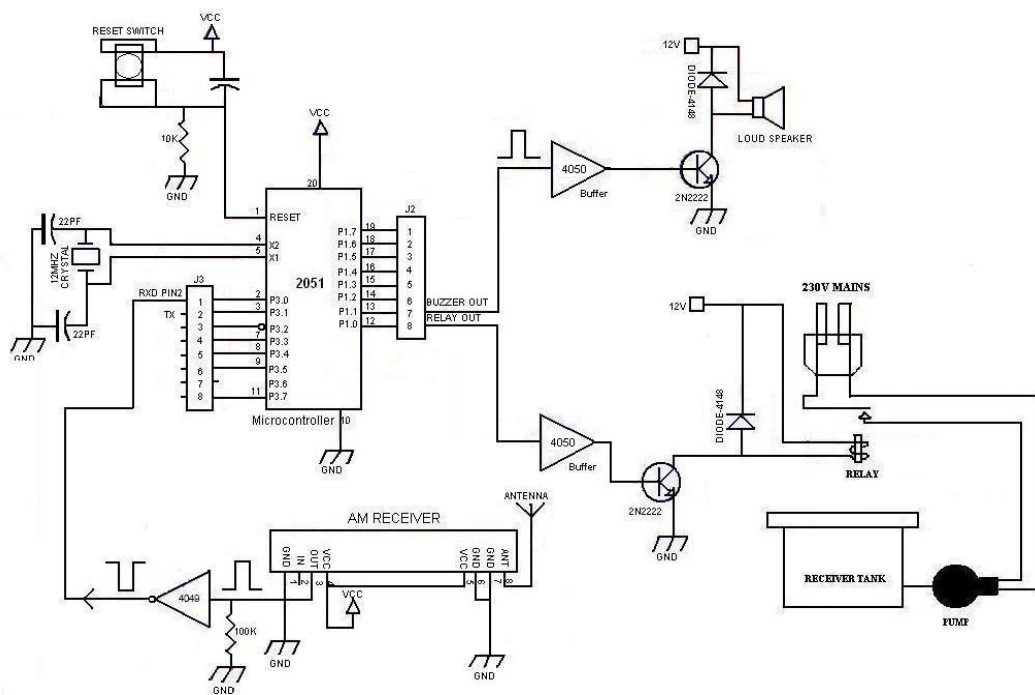 RESET SWITCH
VCC
10K
GND
VCC
20
1
RESET
22PF
12MHZ CRYSTAL
22PF
GND
4
X2
5
X1
2051
RXD PIN2
TX
J3
1
2
3
4
5
6
7
8
2
3
7
8
9
11
P3.0
P3.1
P3.2
P3.3
P3.4
P3.5
P3.6
P3.7
P1.7
P1.6
P1.5
P1.4
P1.3
P1.2
P1.1
P1.0
19
18
17
16
15
14
13
12
J2
1
2
3
4
5
6
7
8
Microcontroller
10
GND
BUZZER OUT
RELAY OUT
4050
Buffer
2N2222
GND
12V
DIODE-4148
LOUD SPEAKER
12V
230V MAINS
DIODE-4148
4050
Buffer
2N2222
GND
RELAY
RECEIVER TANK
PUMP
ANTENNA
AM RECEIVER
GND
IN
OUT
VCC
VCC
GND
GND
ANT
1
2
3
4
5
6
7
8
VCC
4049
100K
GND
GND
GND